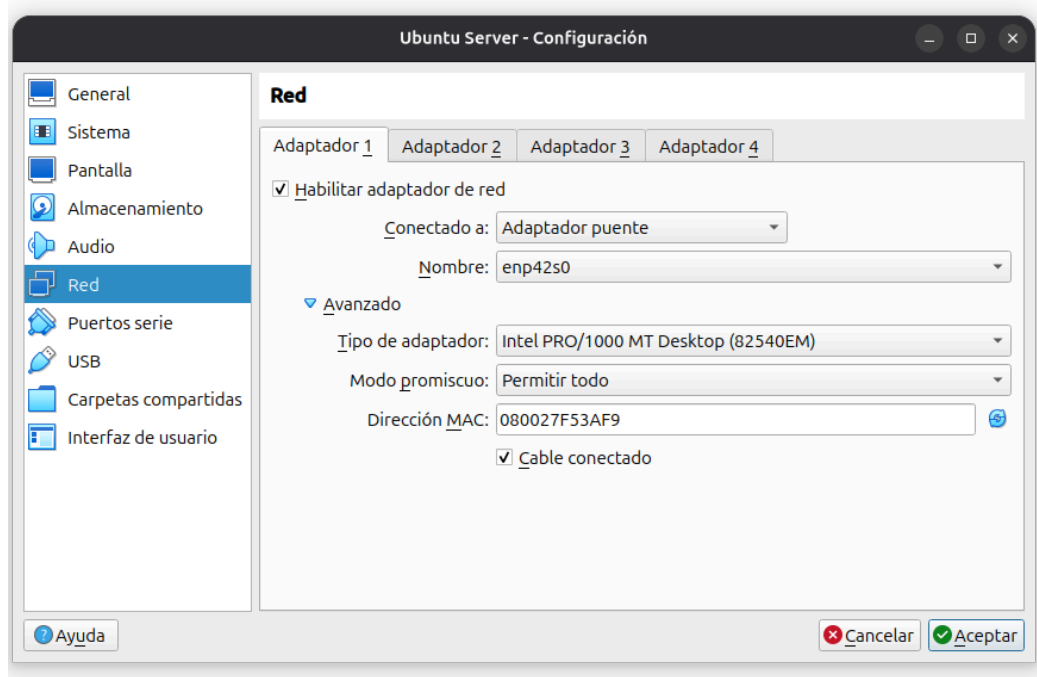 Ubuntu Server - Configuración
General
Sistema
Pantalla
Almacenamiento
Audio
Red
Puertos serie
USB
Carpetas compartidas
Interfaz de usuario
Red
Adaptador 1 Adaptador 2 Adaptador 3 Adaptador 4
Habilitar adaptador de red
Conectado a: Adaptador puente
Nombre: enp42s0
Avanzado
Tipo de adaptador: Intel PRO/1000 MT Desktop (82540EM)
Modo promiscuo: Permitir todo
Dirección MAC: 080027F53AF9
Cable conectado
Ayuda Cancelar Aceptar